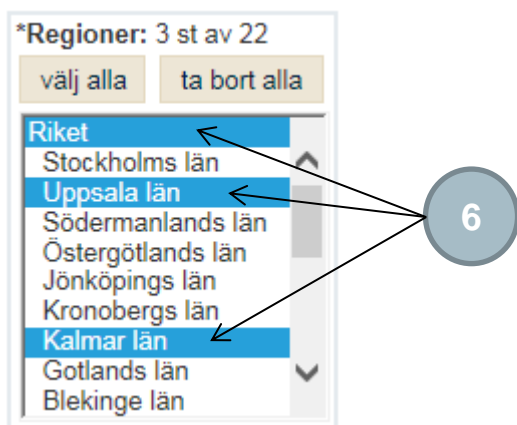 *Regioner: 3 st av 22
välj alla ta bort alla
Riket
Stockholms län
Uppsala län
Södermanlands län
Östergötlands län
Jönköpings län
Kronobergs län
Kalmar län
Gotlands län
Blekinge län
6